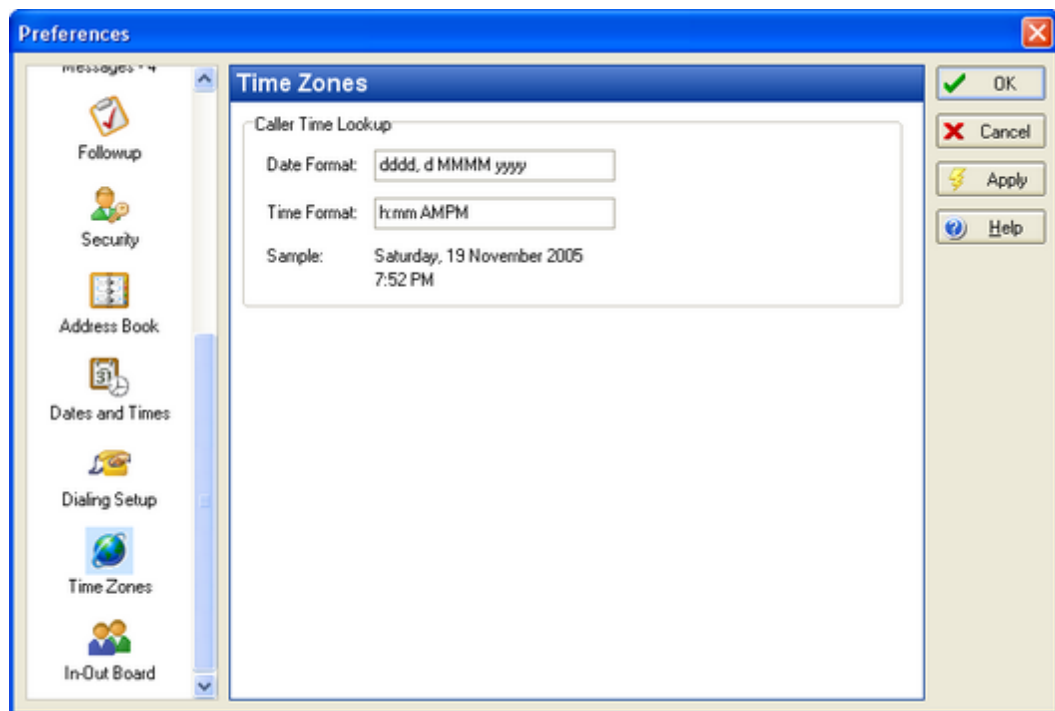 Preferences
Messages - 4
Followup
Security
Address Book
Dates and Times
Dialing Setup
Time Zones
In-Out Board
Time Zones
Caller Time Lookup
Date Format: dddd, d MMMM yyyy
Time Format: h:mm AMPM
Sample: Saturday, 19 November 2005
7:52 PM
OK
Cancel
Apply
Help